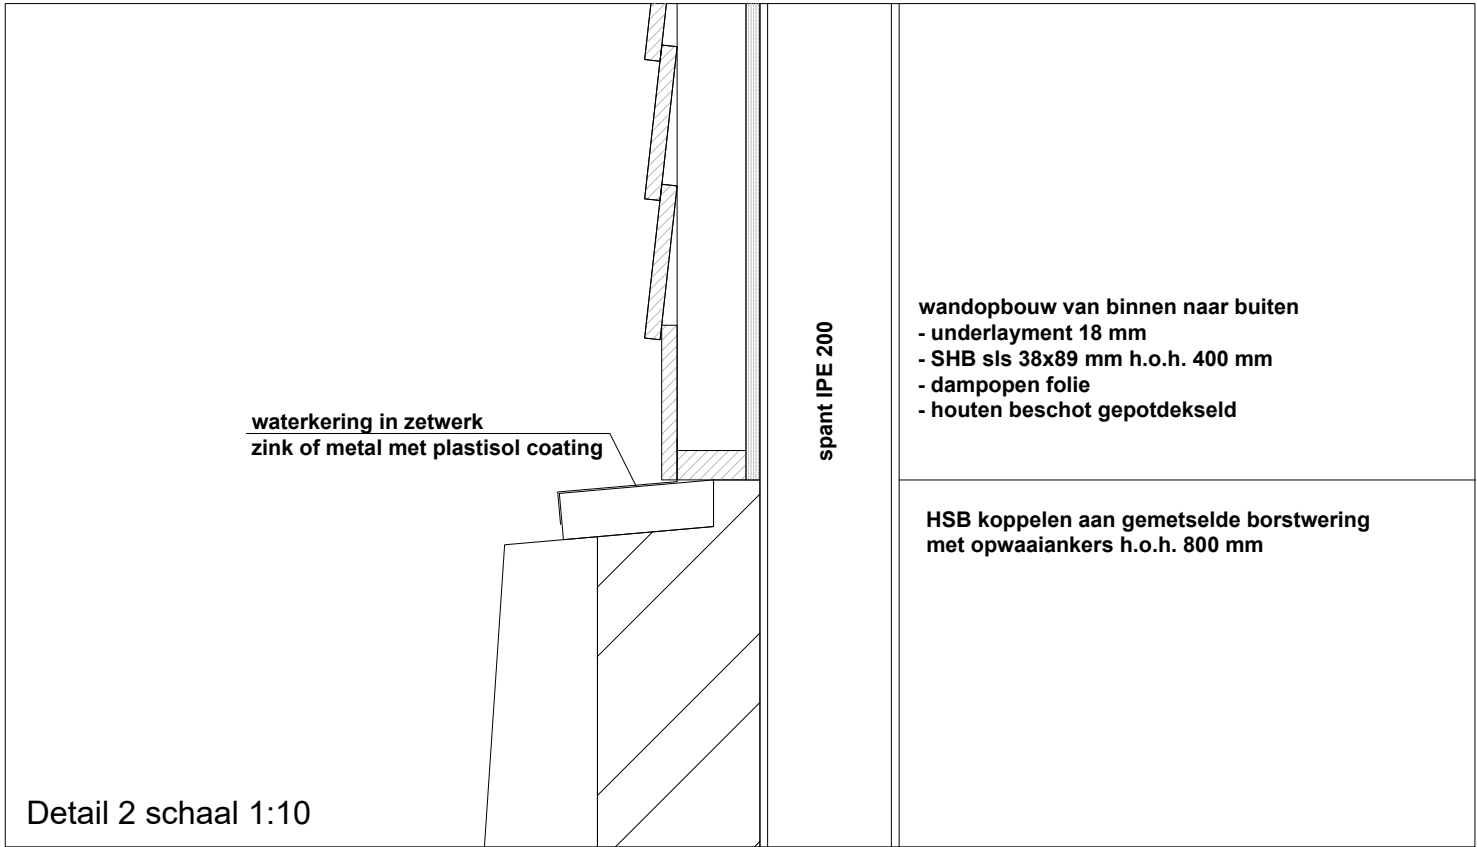 wandopbouw van binnen naar buiten
- underlayment 18 mm
- SHB sls 38x89 mm h.o.h. 400 mm
- dampopen folie
- houten beschot gepotdekseld
spant IPE 200
waterkering in zetwerk
zink of metal met plastisol coating
HSB koppelen aan gemetselde borstwering
met opwaaiankers h.o.h. 800 mm
Detail 2 schaal 1:10